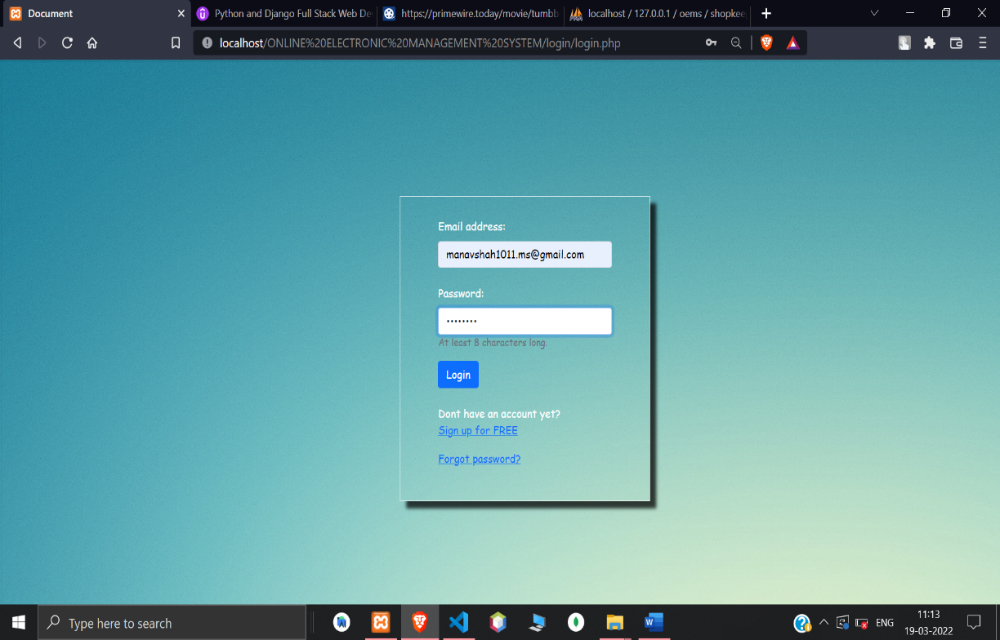 Document
Python and Django Full Stack Web De
https://primewire.today/movie/tumbb
localhost / 127.0.0.1 / oems / shopkee
localhost/ONLINE%20ELECTRONIC%20MANAGEMENT%20SYSTEM/login/login.php
Email address:
manavshah1011.ms@gmail.com
Password:
••••••••
At least 8 characters long.
Login
Dont have an account yet?
Sign up for FREE
Forgot password?
Type here to search
ENG
11:13
19-03-2022